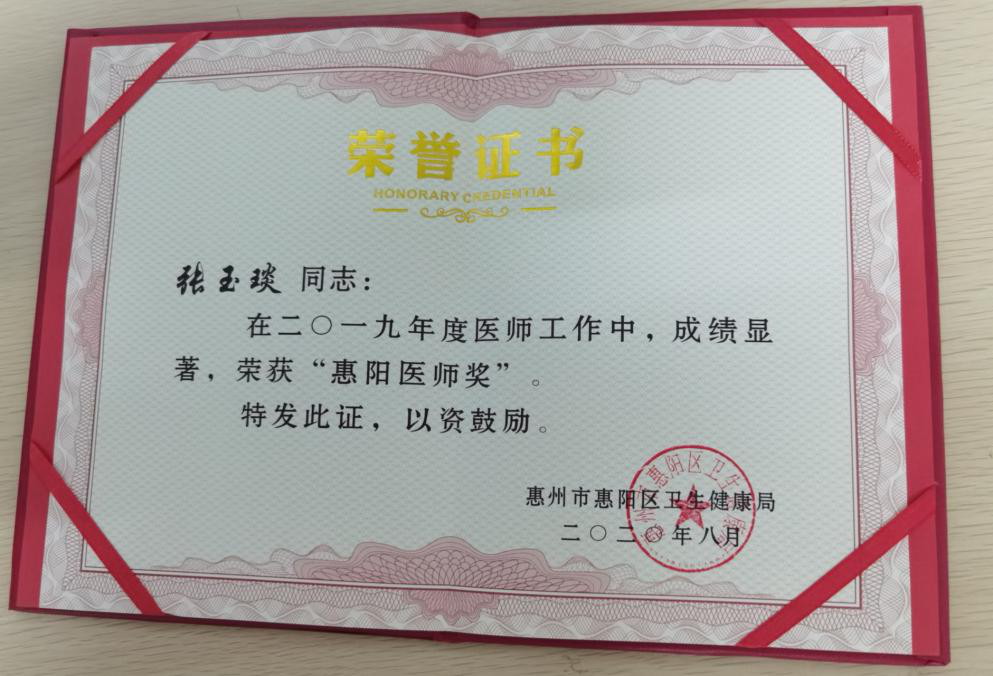 荣誉证书
HONORARY CREDENTIAL
张玉琰 同志：
在二〇一九年度医师工作中，成绩显
著，荣获“惠阳医师奖”。
特发此证，以资鼓励。
惠州市惠阳区卫生健康局
二〇二〇年八月